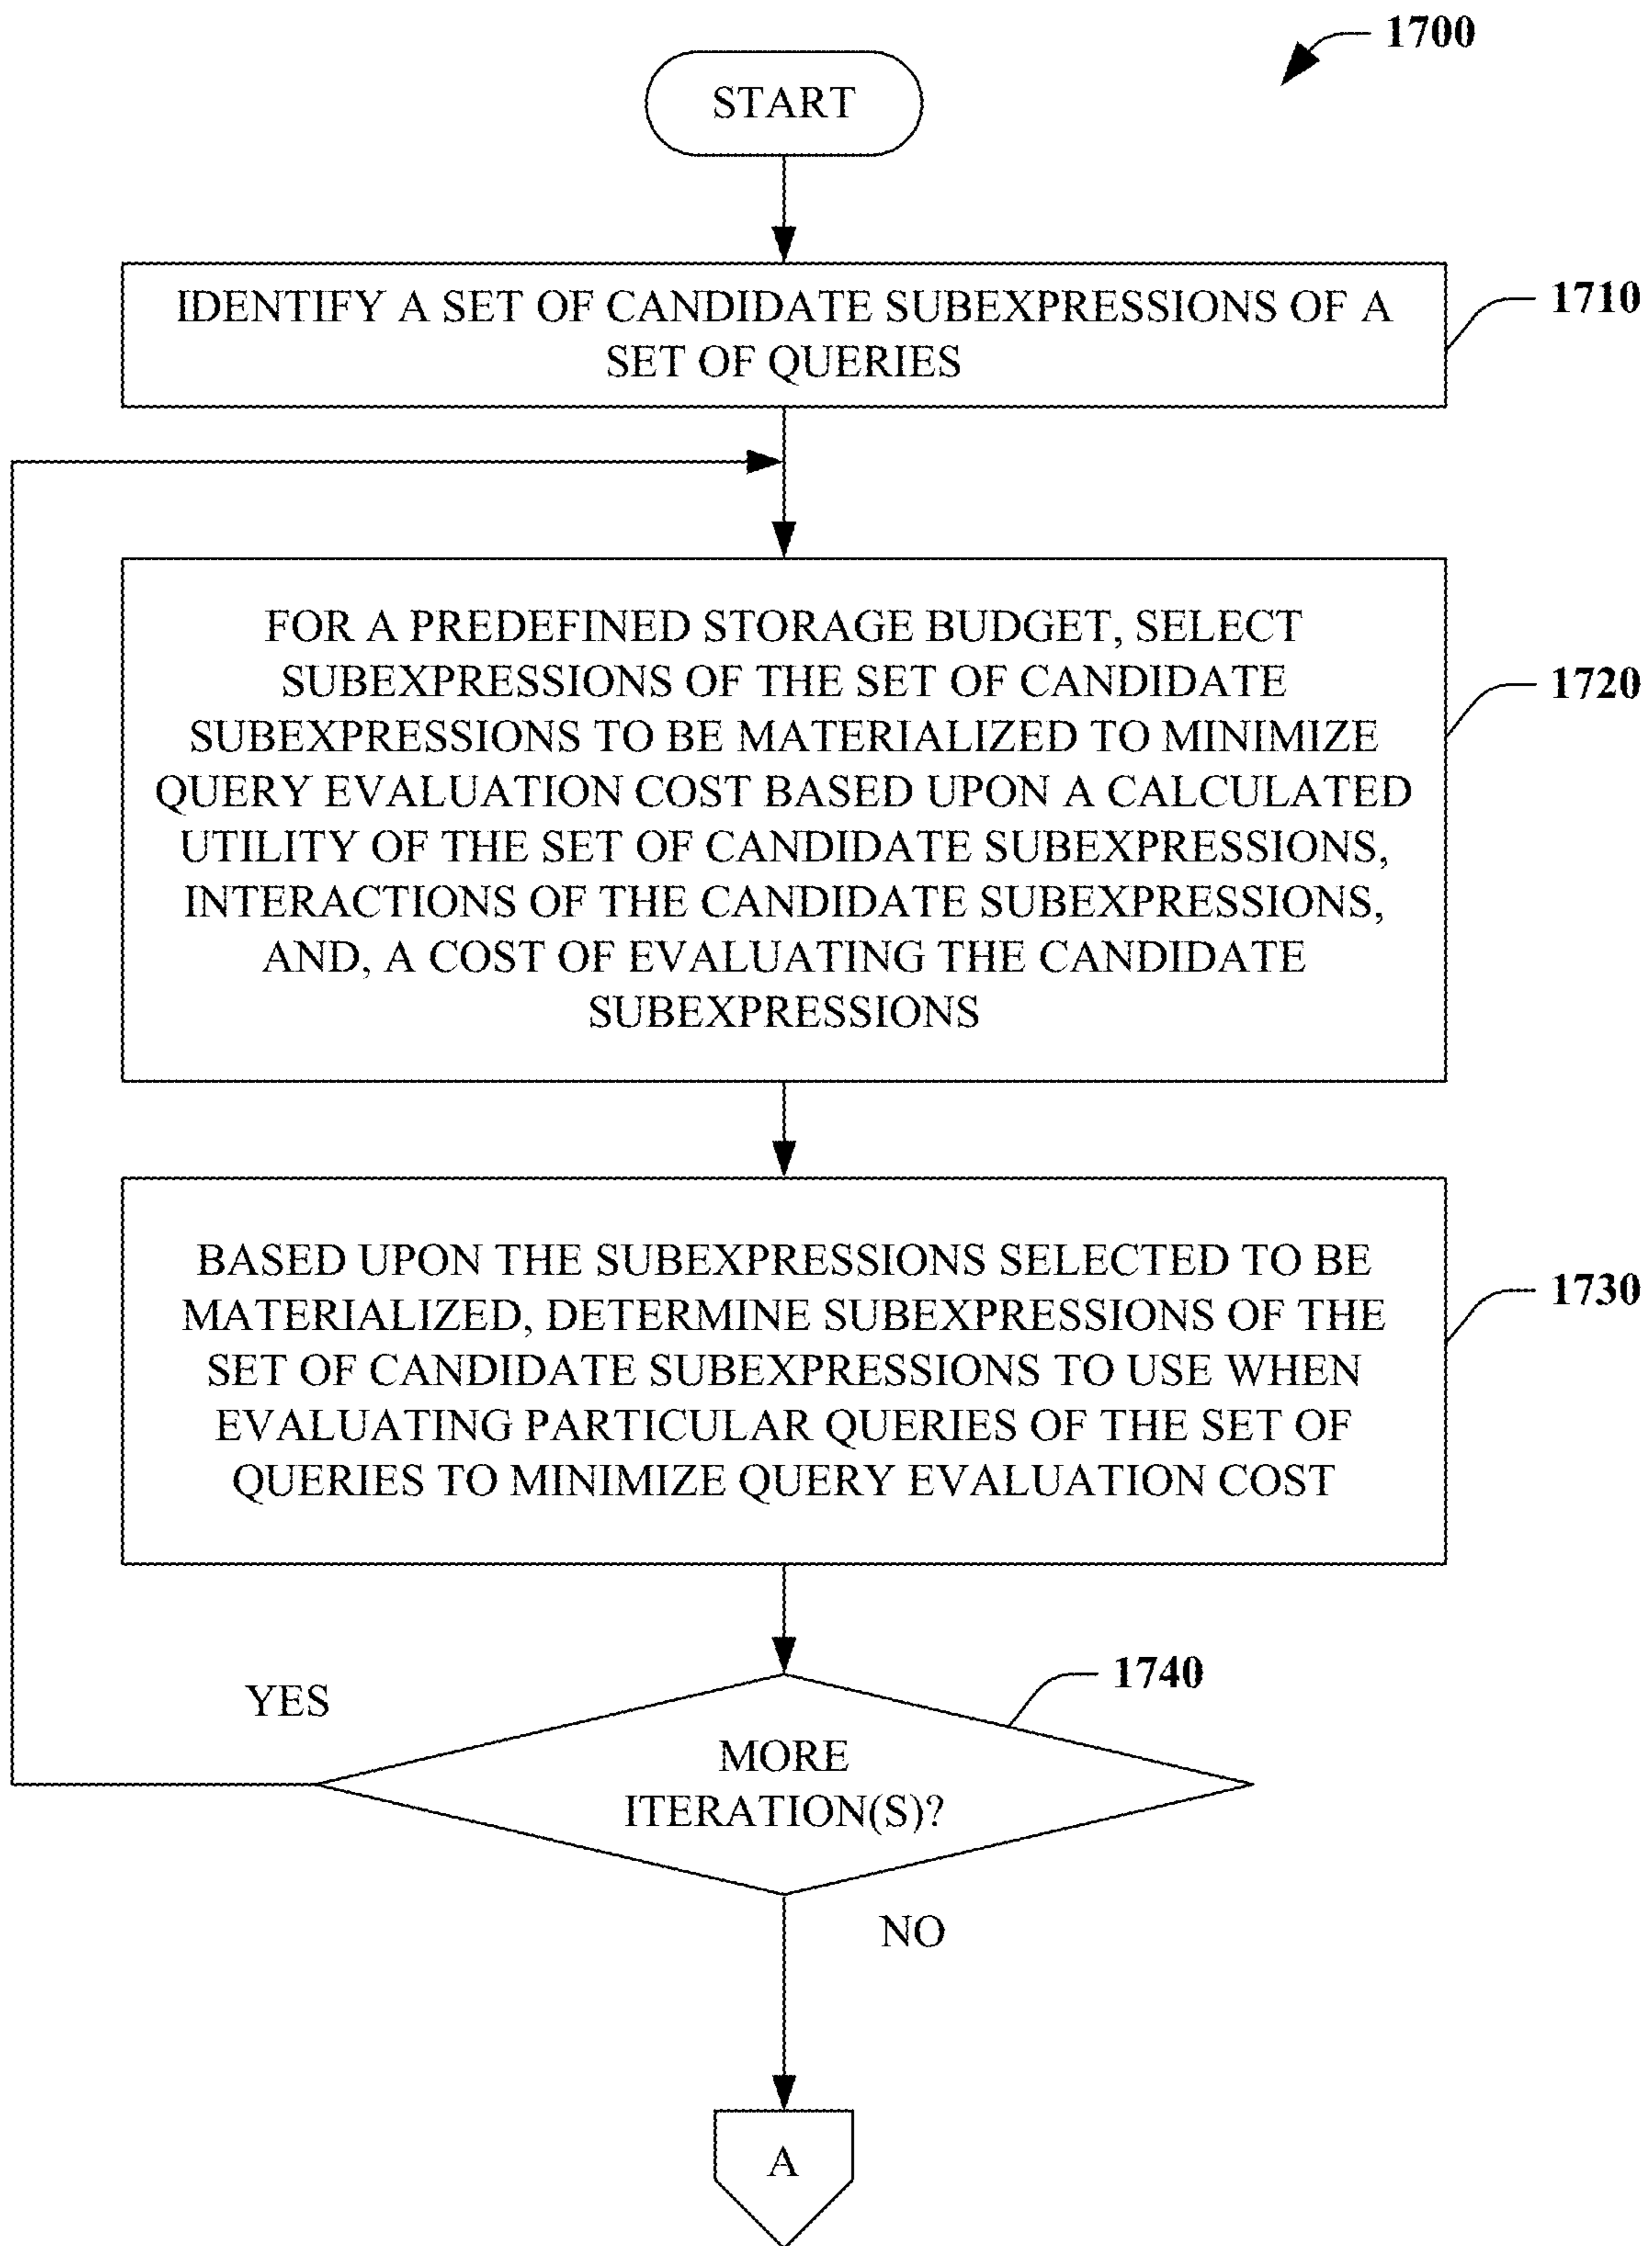 1700
START
IDENTIFY A SET OF CANDIDATE SUBEXPRESSIONS OF A
SET OF QUERIES
1710
FOR A PREDEFINED STORAGE BUDGET, SELECT
SUBEXPRESSIONS OF THE SET OF CANDIDATE
SUBEXPRESSIONS TO BE MATERIALIZED TO MINIMIZE
QUERY EVALUATION COST BASED UPON A CALCULATED
UTILITY OF THE SET OF CANDIDATE SUBEXPRESSIONS,
INTERACTIONS OF THE CANDIDATE SUBEXPRESSIONS,
AND, A COST OF EVALUATING THE CANDIDATE
SUBEXPRESSIONS
1720
BASED UPON THE SUBEXPRESSIONS SELECTED TO BE
MATERIALIZED, DETERMINE SUBEXPRESSIONS OF THE
SET OF CANDIDATE SUBEXPRESSIONS TO USE WHEN
EVALUATING PARTICULAR QUERIES OF THE SET OF
QUERIES TO MINIMIZE QUERY EVALUATION COST
1730
1740
YES
MORE
ITERATION(S)?
NO
A